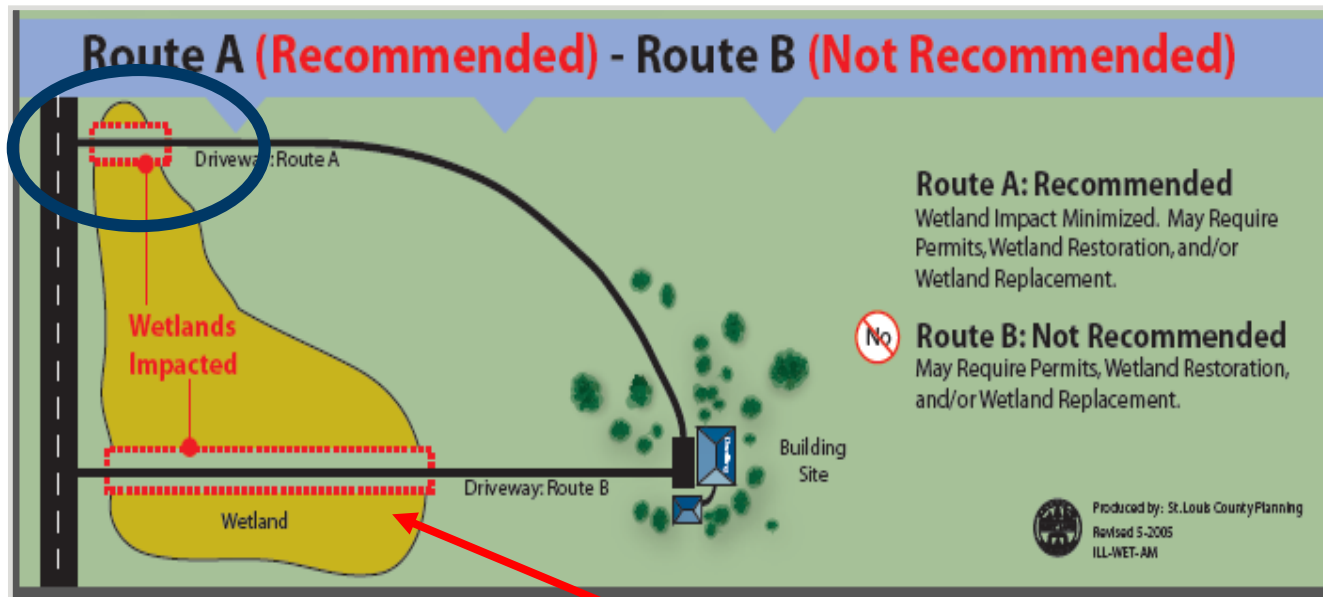 Route A (Recommended) - Route B (Not Recommended)
Driveway: Route A
Route A: Recommended
Wetland Impact Minimized. May Require
Permits, Wetland Restoration, and/or
Wetland Replacement.
Wetlands
Impacted
No
Route B: Not Recommended
May Require Permits, Wetland Restoration,
and/or Wetland Replacement.
Building
Site
Driveway: Route B
Wetland
Produced by: St. Louis County Planning
Revised 5-2005
ILL-WET-AM